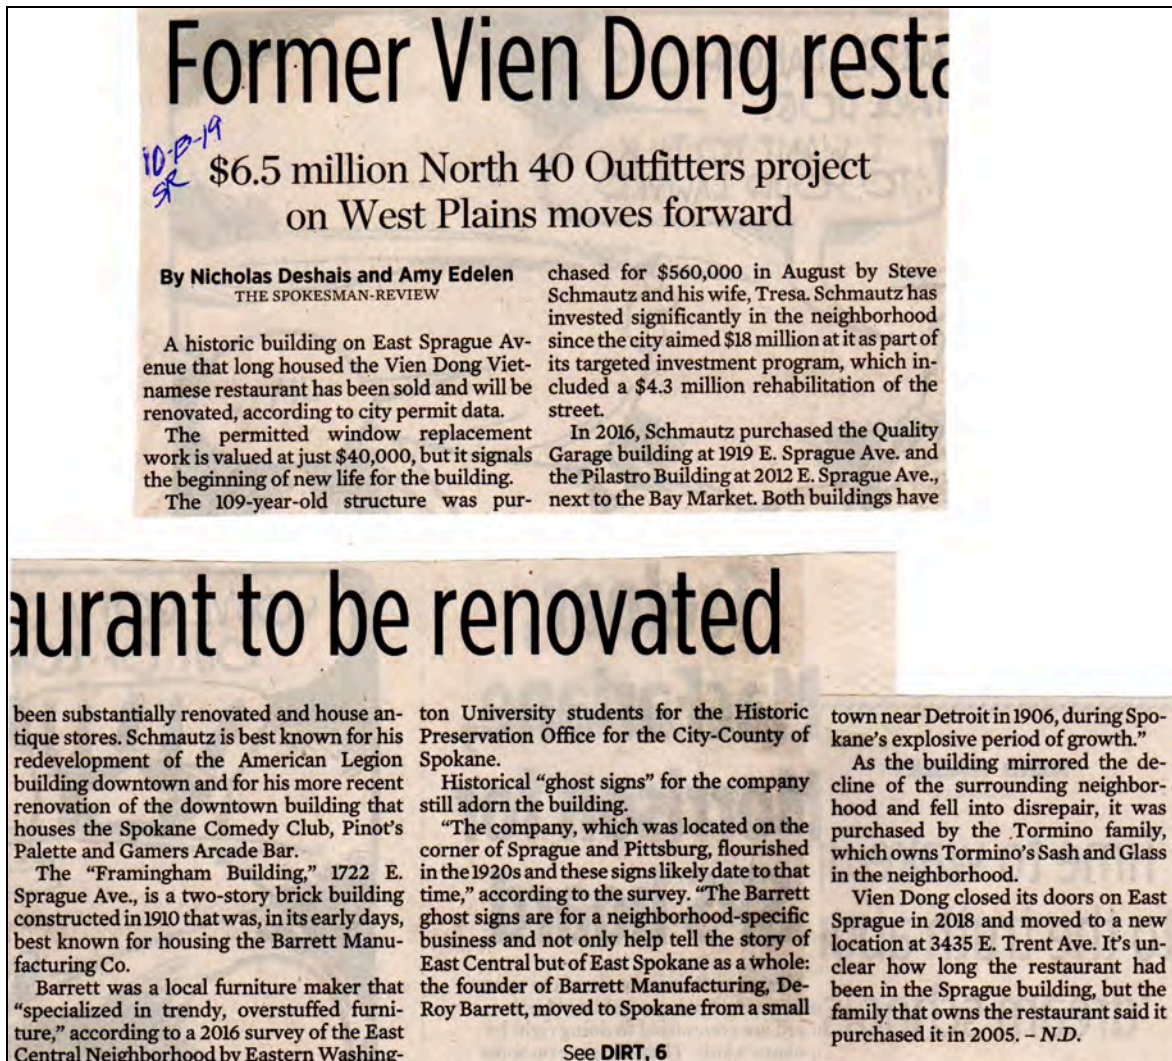 Former Vien Dong resta
10-13-19
SR
$6.5 million North 40 Outfitters project
on West Plains moves forward
By Nicholas Deshais and Amy Edelen
THE SPOKESMAN-REVIEW
A historic building on East Sprague Av-
enue that long housed the Vien Dong Viet-
namese restaurant has been sold and will be
renovated, according to city permit data.
The permitted window replacement
work is valued at just $40,000, but it signals
the beginning of new life for the building.
The 109-year-old structure was pur-
chased for $560,000 in August by Steve
Schmautz and his wife, Tresa. Schmautz has
invested significantly in the neighborhood
since the city aimed $18 million at it as part of
its targeted investment program, which in-
cluded a $4.3 million rehabilitation of the
street.
In 2016, Schmautz purchased the Quality
Garage building at 1919 E. Sprague Ave. and
the Pilastro Building at 2012 E. Sprague Ave.,
next to the Bay Market. Both buildings have
aurant to be renovated
been substantially renovated and house an-
tique stores. Schmautz is best known for his
redevelopment of the American Legion
building downtown and for his more recent
renovation of the downtown building that
houses the Spokane Comedy Club, Pinot's
Palette and Gamers Arcade Bar.
The "Framingham Building," 1722 E.
Sprague Ave., is a two-story brick building
constructed in 1910 that was, in its early days,
best known for housing the Barrett Manu-
facturing Co.
Barrett was a local furniture maker that
"specialized in trendy, overstuffed furni-
ture," according to a 2016 survey of the East
Central Neighborhood by Eastern Washing-
ton University students for the Historic
Preservation Office for the City-County of
Spokane.
Historical "ghost signs" for the company
still adorn the building.
"The company, which was located on the
corner of Sprague and Pittsburg, flourished
in the 1920s and these signs likely date to that
time," according to the survey. "The Barrett
ghost signs are for a neighborhood-specific
business and not only help tell the story of
East Central but of East Spokane as a whole:
the founder of Barrett Manufacturing, De-
Roy Barrett, moved to Spokane from a small
See DIRT, 6
town near Detroit in 1906, during Spo-
kane's explosive period of growth."
As the building mirrored the de-
cline of the surrounding neighbor-
hood and fell into disrepair, it was
purchased by the Tormino family,
which owns Tormino's Sash and Glass
in the neighborhood.
Vien Dong closed its doors on East
Sprague in 2018 and moved to a new
location at 3435 E. Trent Ave. It's un-
clear how long the restaurant had
been in the Sprague building, but the
family that owns the restaurant said it
purchased it in 2005. – N.D.